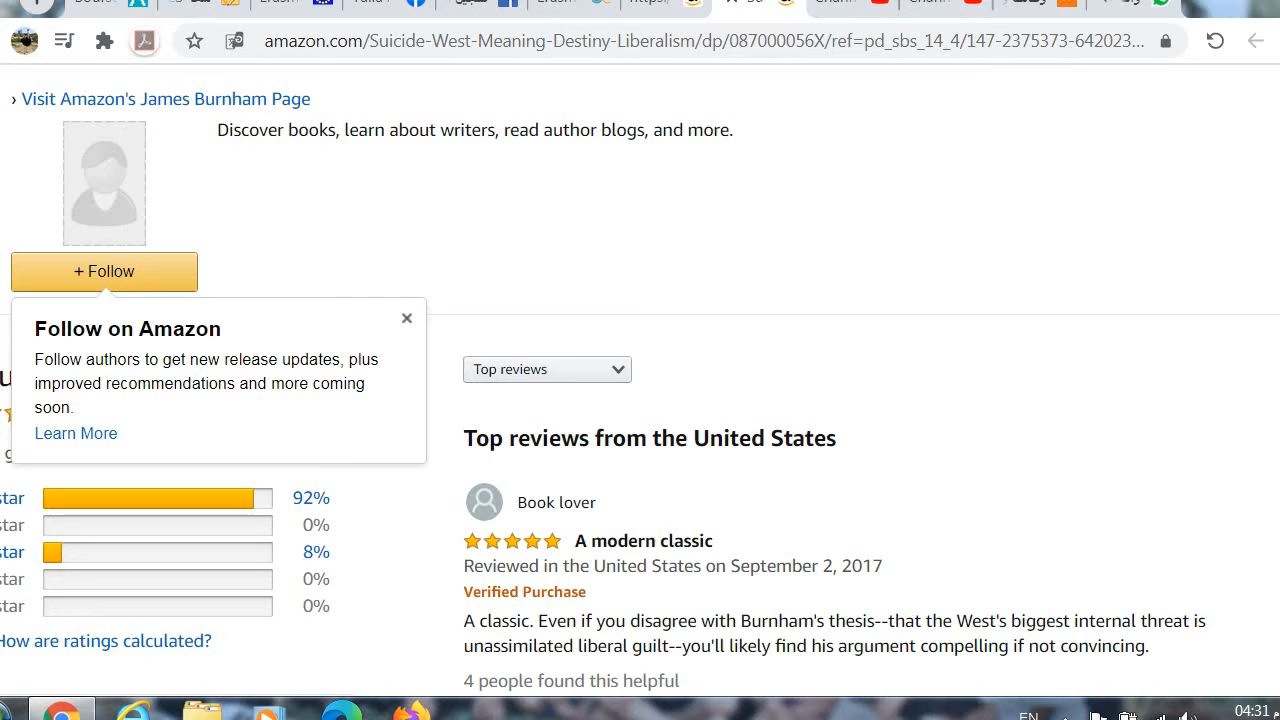 amazon.com/Suicide-West-Meaning-Destiny-Liberalism/dp/087000056X/ref=pd_sbs_14_4/147-2375373-642023...
› Visit Amazon's James Burnham Page
Discover books, learn about writers, read author blogs, and more.
+ Follow
Follow on Amazon
Follow authors to get new release updates, plus
improved recommendations and more coming
soon.
Learn More
Top reviews
Top reviews from the United States
Book lover
A modern classic
Reviewed in the United States on September 2, 2017
Verified Purchase
A classic. Even if you disagree with Burnham's thesis--that the West's biggest internal threat is
unassimilated liberal guilt--you'll likely find his argument compelling if not convincing.
4 people found this helpful
star 92%
star 0%
star 8%
star 0%
star 0%
How are ratings calculated?
EN
04:31